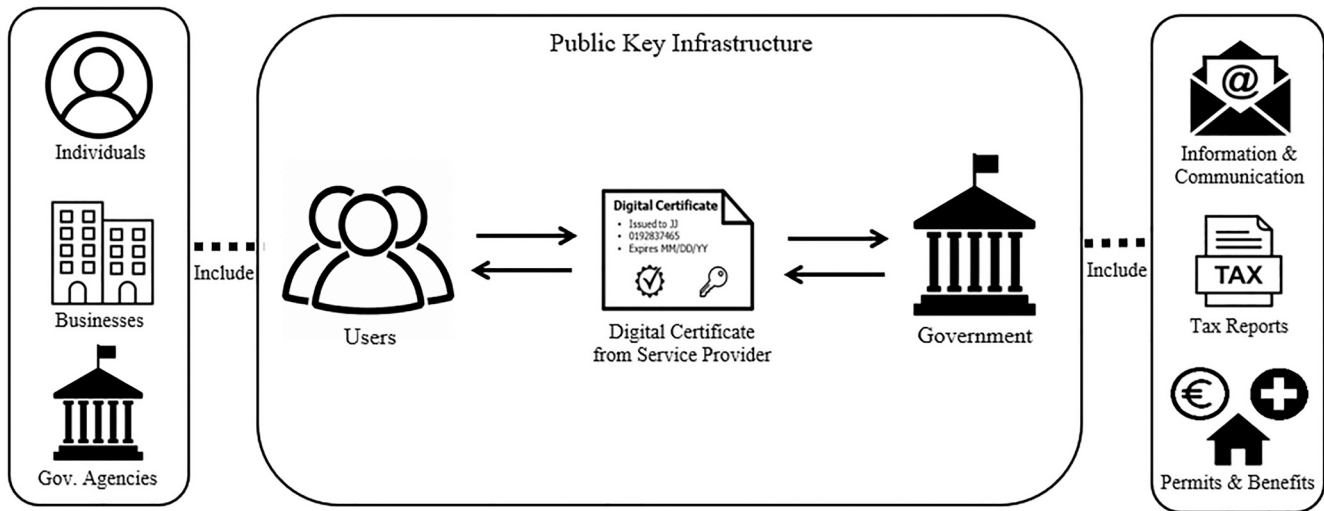 Public Key Infrastructure
Individuals
Businesses
Gov. Agencies
Include
Users
Digital Certificate
• Issued to JJ
• 0192837465
• Expres MM/DD/YY
Digital Certificate
from Service Provider
Government
Include
@
Information &
Communication
TAX
Tax Reports
€
Permits & Benefits